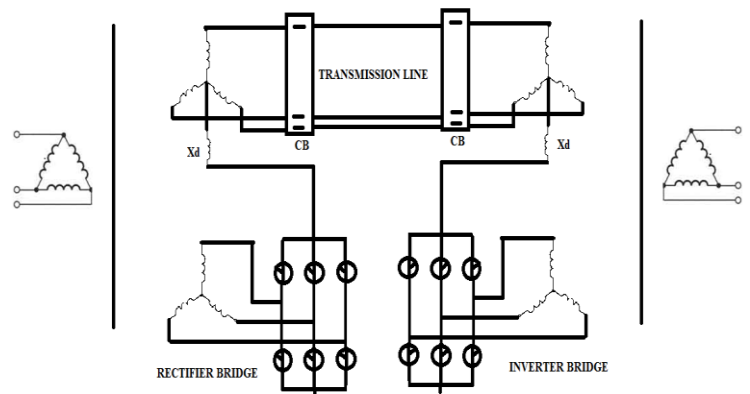 TRANSMISSION LINE
CB
CB
Xd
Xd
RECTIFIER BRIDGE
INVERTER BRIDGE